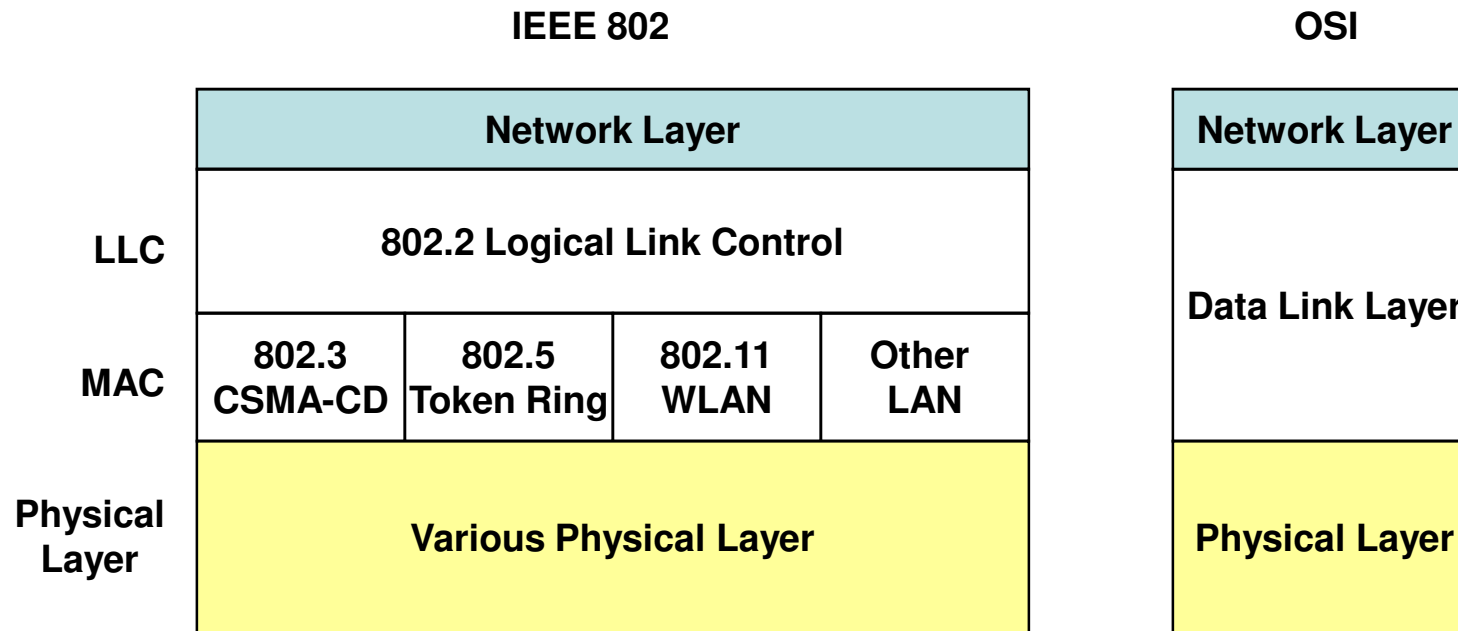 IEEE 802
OSI
Network Layer
Network Layer
LLC
802.2 Logical Link Control
Data Link Layer
MAC
802.3
CSMA-CD
802.5
Token Ring
802.11
WLAN
Other
LAN
Physical
Layer
Various Physical Layer
Physical Layer